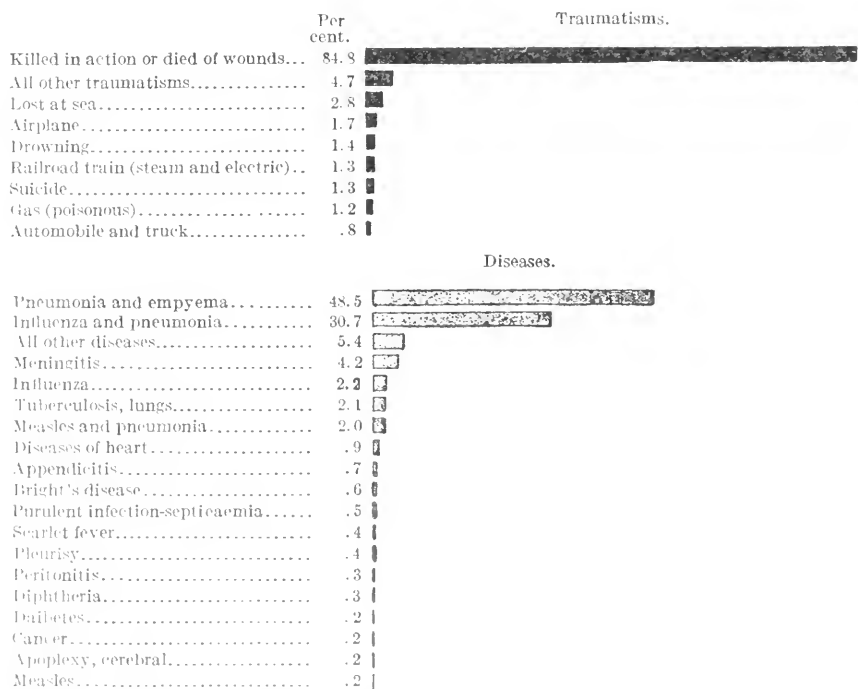 Per cent. Traumatisms.
Killed in action or died of wounds... 84.8
All other traumatisms............... 4.7
Lost at sea......................... 2.8
Airplane............................ 1.7
Drowning............................ 1.4
Railroad train (steam and electric).. 1.3
Suicide............................. 1.3
Gas (poisonous).............. ...... 1.2
Automobile and truck............... .8
Diseases.
Pneumonia and empyema.......... 48.5
Influenza and pneumonia........... 30.7
All other diseases.................. 5.4
Meningitis.......................... 4.2
Influenza........................... 2.2
Tuberculosis, lungs................. 2.1
Measles and pneumonia............. 2.0
Diseases of heart.................... .9
Appendicitis........................ .7
Bright's disease..................... .6
Purulent infection-septicaemia...... .5
Scarlet fever........................ .4
Pleurisy............................ .4
Peritonitis.......................... .3
Diphtheria.......................... .3
Daibetes............................ .2
Cancer.............................. .2
Apoplexy, cerebral.................. .2
Measles............................. .2